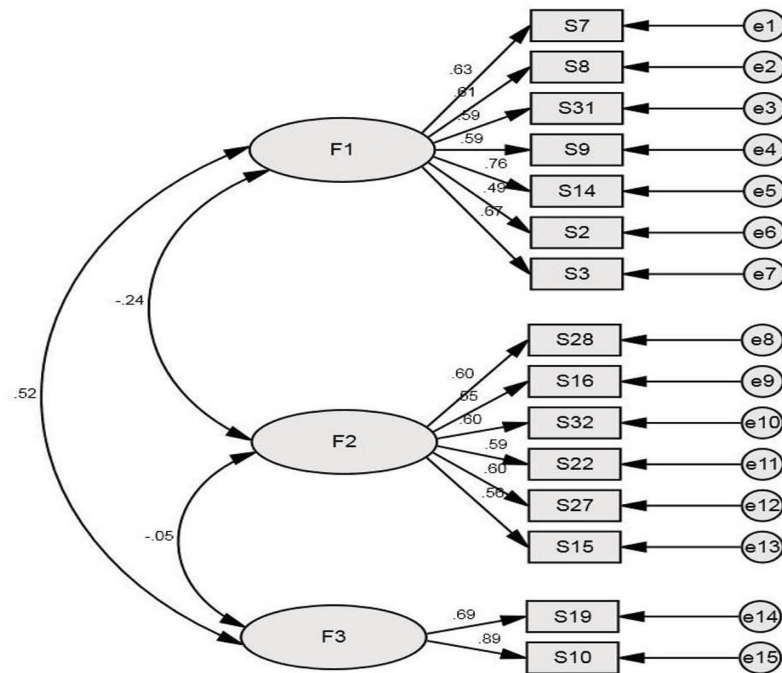 S7 e1
.63
S8 e2
.61
S31 e3
.59
.59
F1 S9 e4
.76
S14 e5
.49
.67
S2 e6
S3 e7
-.24
S28 e8
.60
S16 e9
.52
.60
S32 e10
F2
.59
S22 e11
.60
S27 e12
-.05
S15 e13
.69
S19 e14
F3
.89
S10 e15